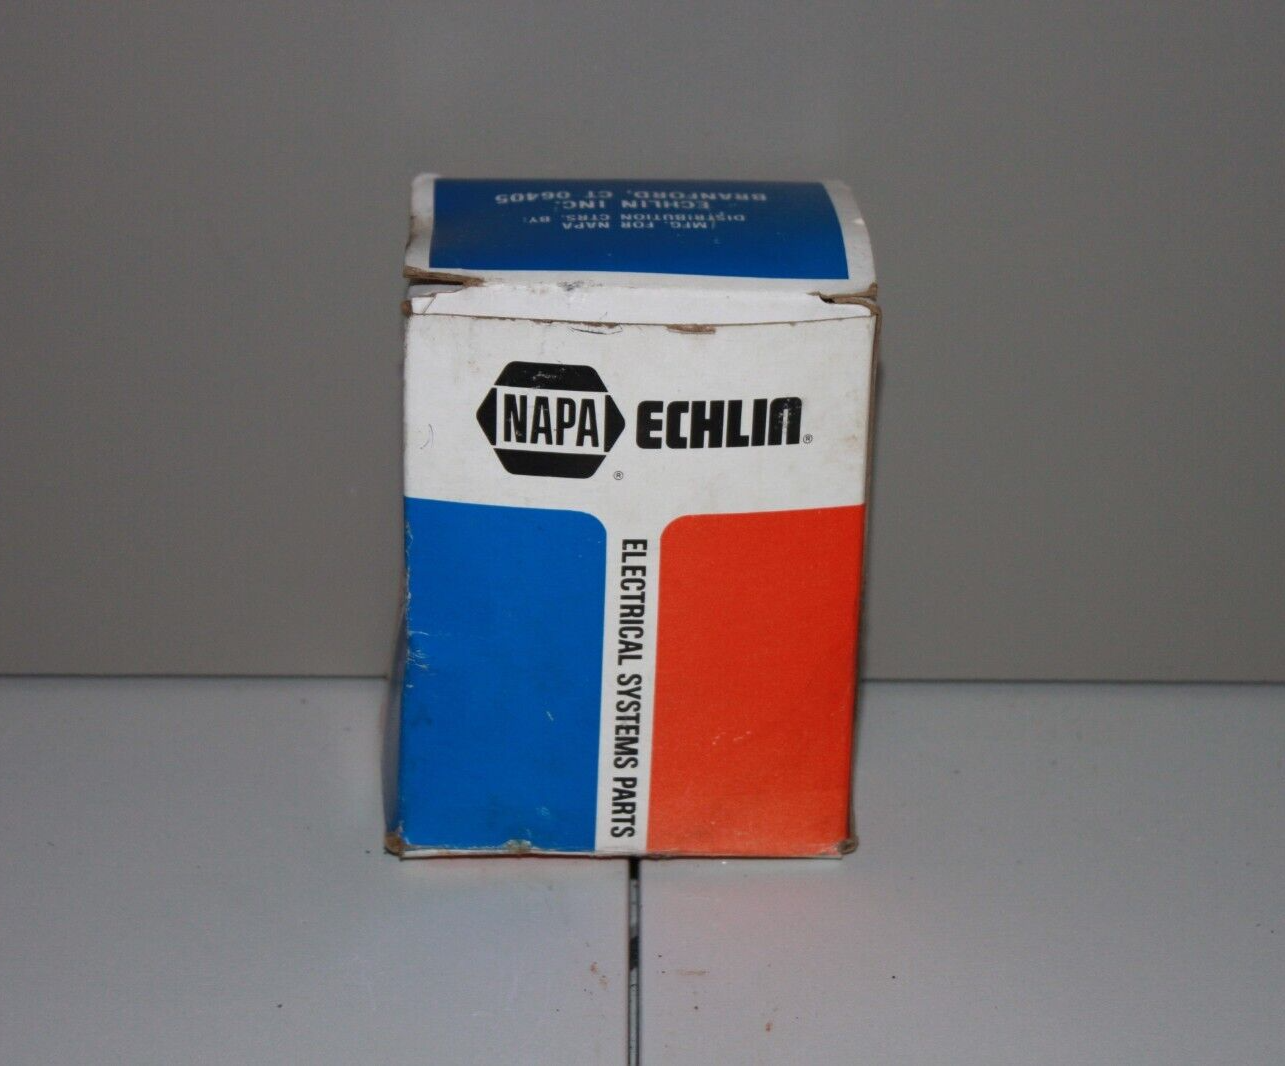 MFG. FOR NAPA
DISTRIBUTION CTRS. BY:
ECHLIN INC.
BRANFORD, CT 06405
NAPA ® ECHLIN ®
ELECTRICAL SYSTEMS PARTS